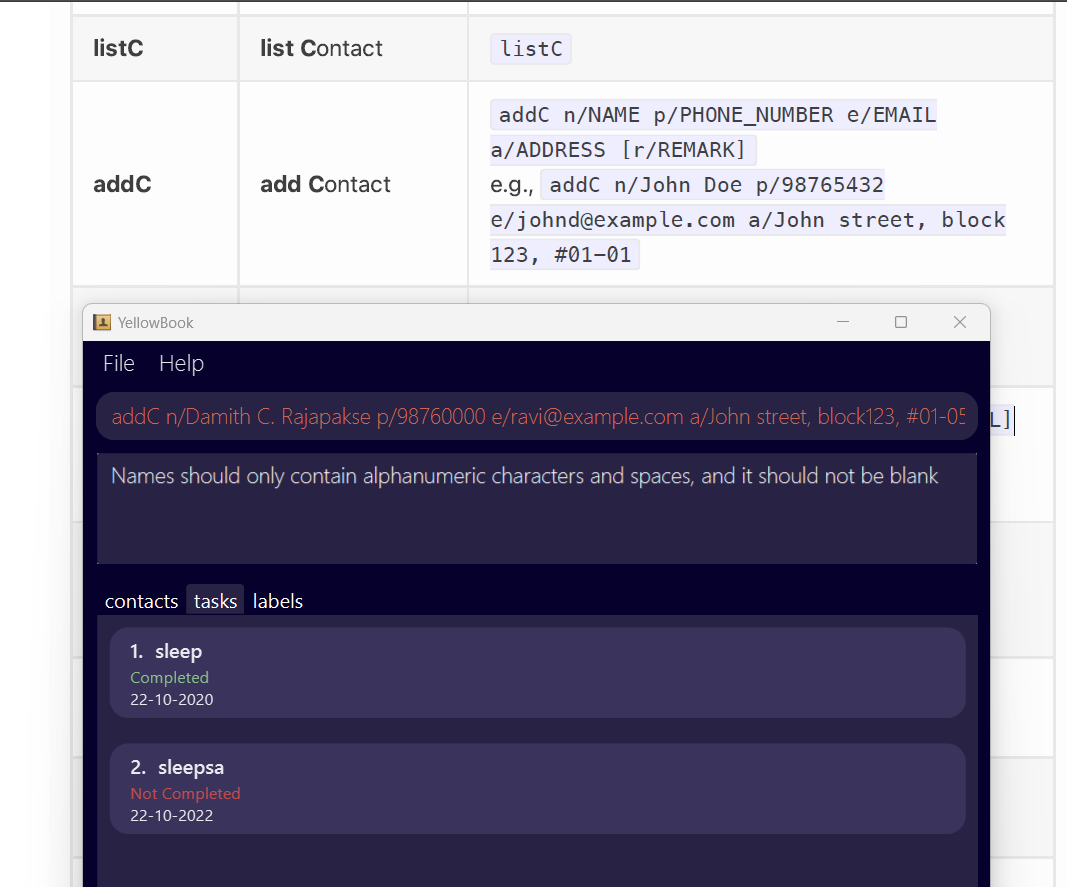 listC
list Contact
listC
addC
add Contact
addC n/NAME p/PHONE_NUMBER e/EMAIL
a/ADDRESS [r/REMARK]
e.g., addC n/John Doe p/98765432
e/johnd@example.com a/John street, block
123, #01-01
YellowBook
File Help
addC n/Damith C. Rajapakse p/98760000 e/ravi@example.com a/John street, block123, #01-05
L]
Names should only contain alphanumeric characters and spaces, and it should not be blank
contacts tasks labels
1. sleep
Completed
22-10-2020
2. sleepsa
Not Completed
22-10-2022